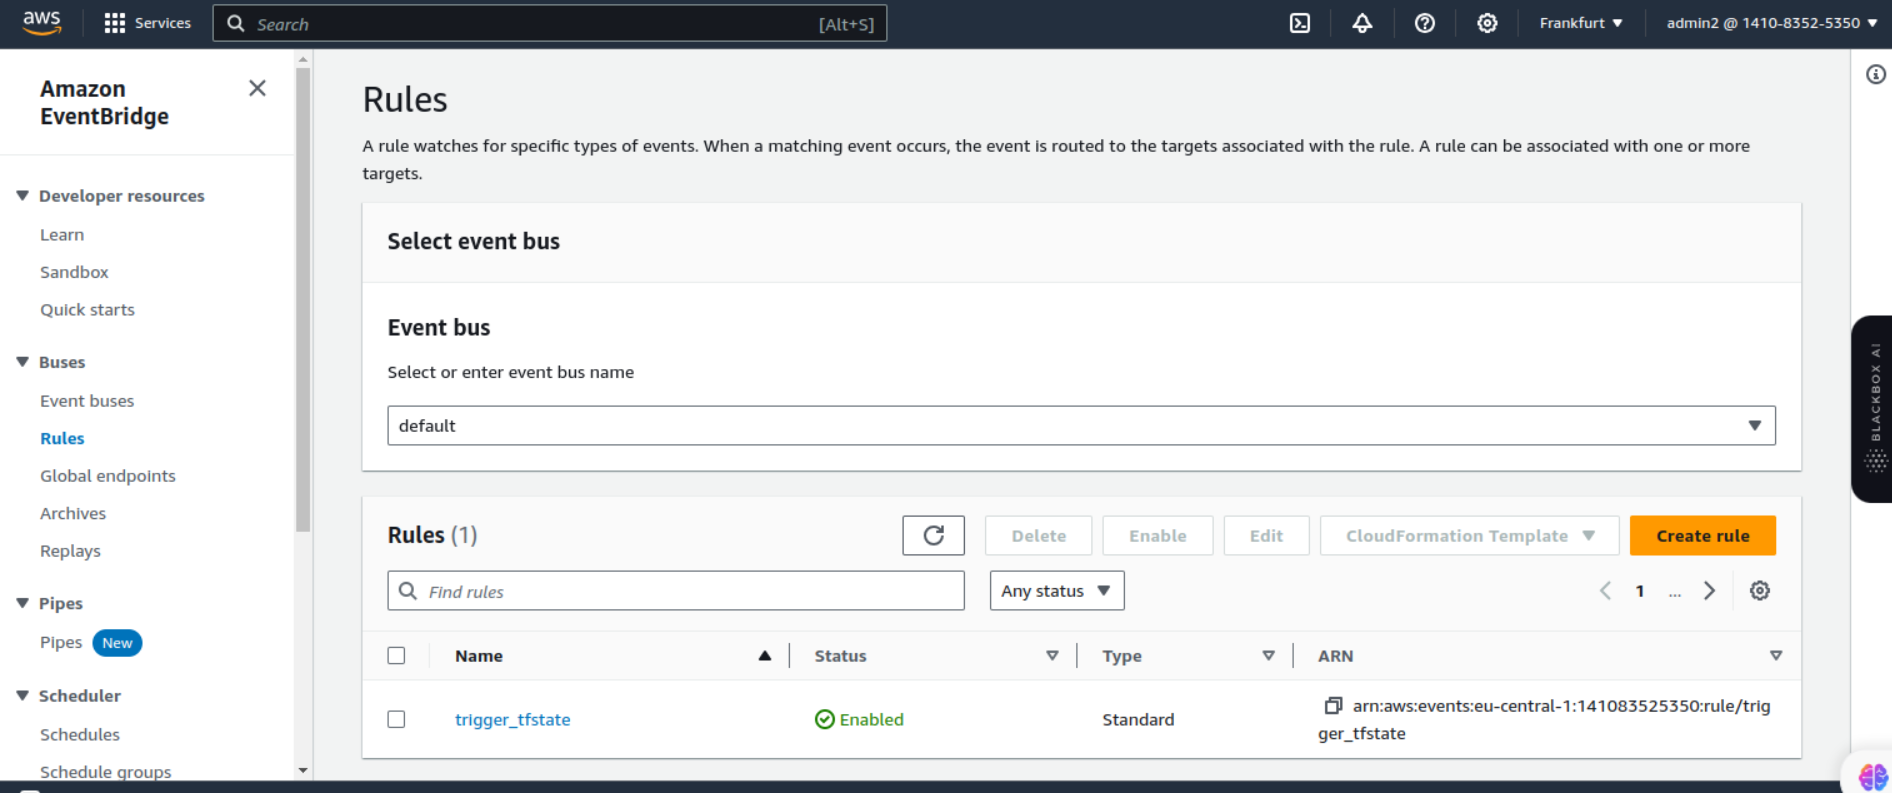 aws
Services
Search
[Alt+S]
Frankfurt
admin2 @ 1410-8352-5350
Amazon
EventBridge
Developer resources
Learn
Sandbox
Quick starts
Buses
Event buses
Rules
Global endpoints
Archives
Replays
Pipes
Pipes New
Scheduler
Schedules
Schedule groups
Rules
A rule watches for specific types of events. When a matching event occurs, the event is routed to the targets associated with the rule. A rule can be associated with one or more
targets.
Select event bus
Event bus
Select or enter event bus name
default
Rules (1)
Delete
Enable
Edit
CloudFormation Template
Create rule
Find rules
Any status
1 ...
Name
Status
Type
ARN
trigger_tfstate
Enabled
Standard
arn:aws:events:eu-central-1:141083525350:rule/trig
ger_tfstate
BLACKBOX AI